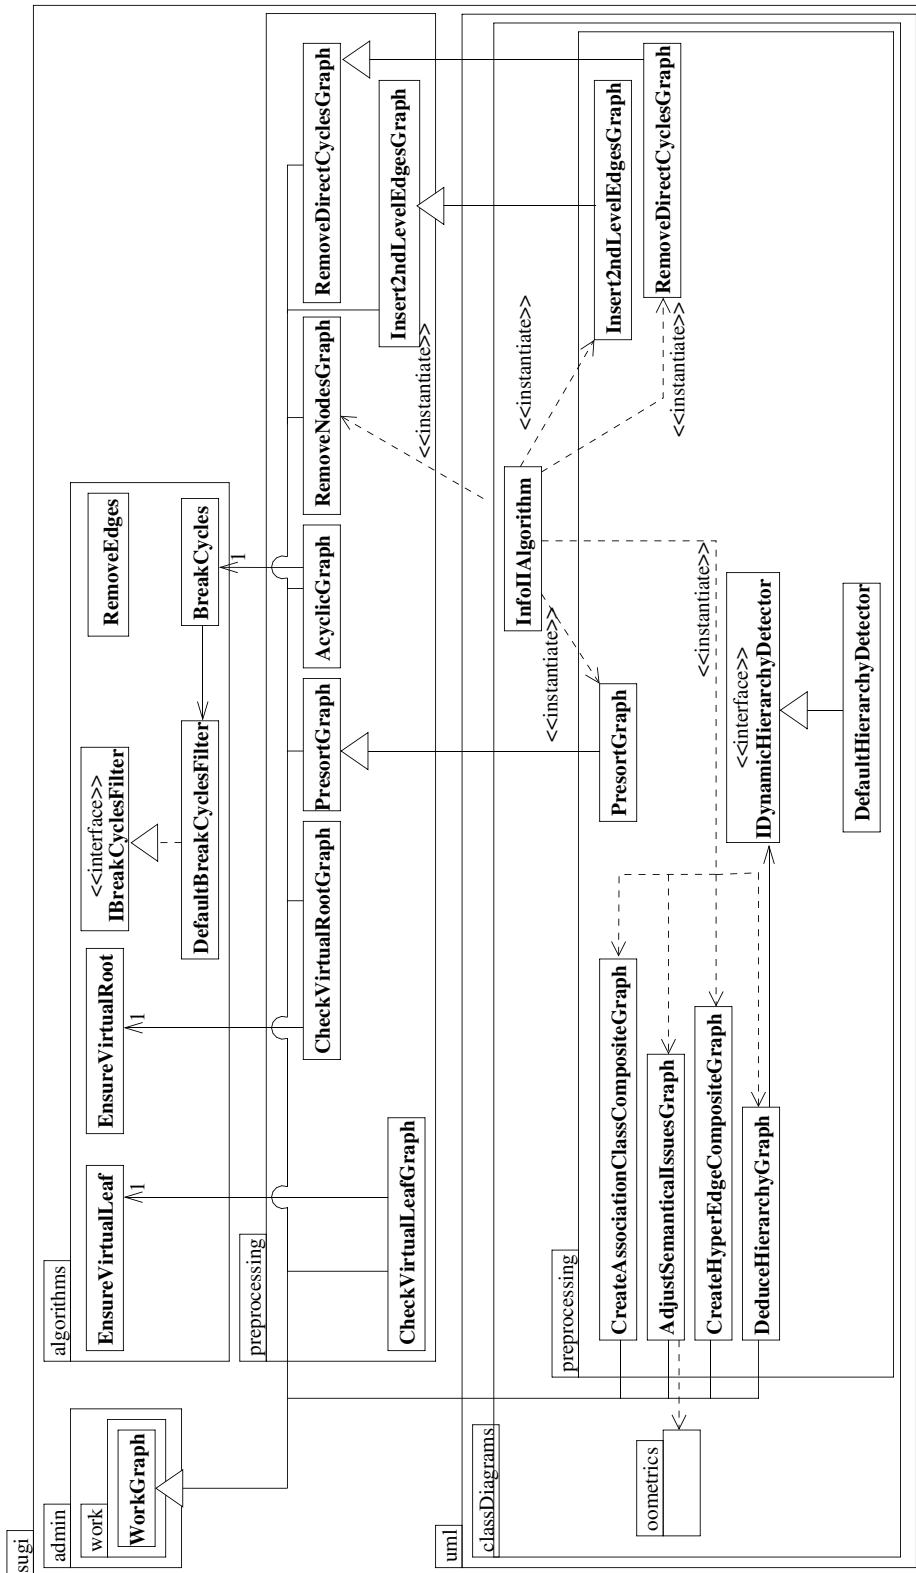 sugi
admin
work
WorkGraph
algorithms
EnsureVirtualLeaf
EnsureVirtualRoot
<<interface>>
IBreakCyclesFilter
DefaultBreakCyclesFilter
RemoveEdges
BreakCycles
1
1
1
preprocessing
CheckVirtualLeafGraph
CheckVirtualRootGraph
PresortGraph
AcyclicGraph
RemoveNodesGraph
RemoveDirectCyclesGraph
Insert2ndLevelEdgesGraph
<<instantiate>>
uml
classDiagrams
oometrics
preprocessing
InfoIIAlgorithm
<<instantiate>>
<<instantiate>>
<<instantiate>>
<<instantiate>>
Insert2ndLevelEdgesGraph
RemoveDirectCyclesGraph
PresortGraph
CreateAssociationClassCompositeGraph
AdjustSemanticalIssuesGraph
CreateHyperEdgeCompositeGraph
DeduceHierarchyGraph
<<interface>>
IDynamicHierarchyDetector
DefaultHierarchyDetector